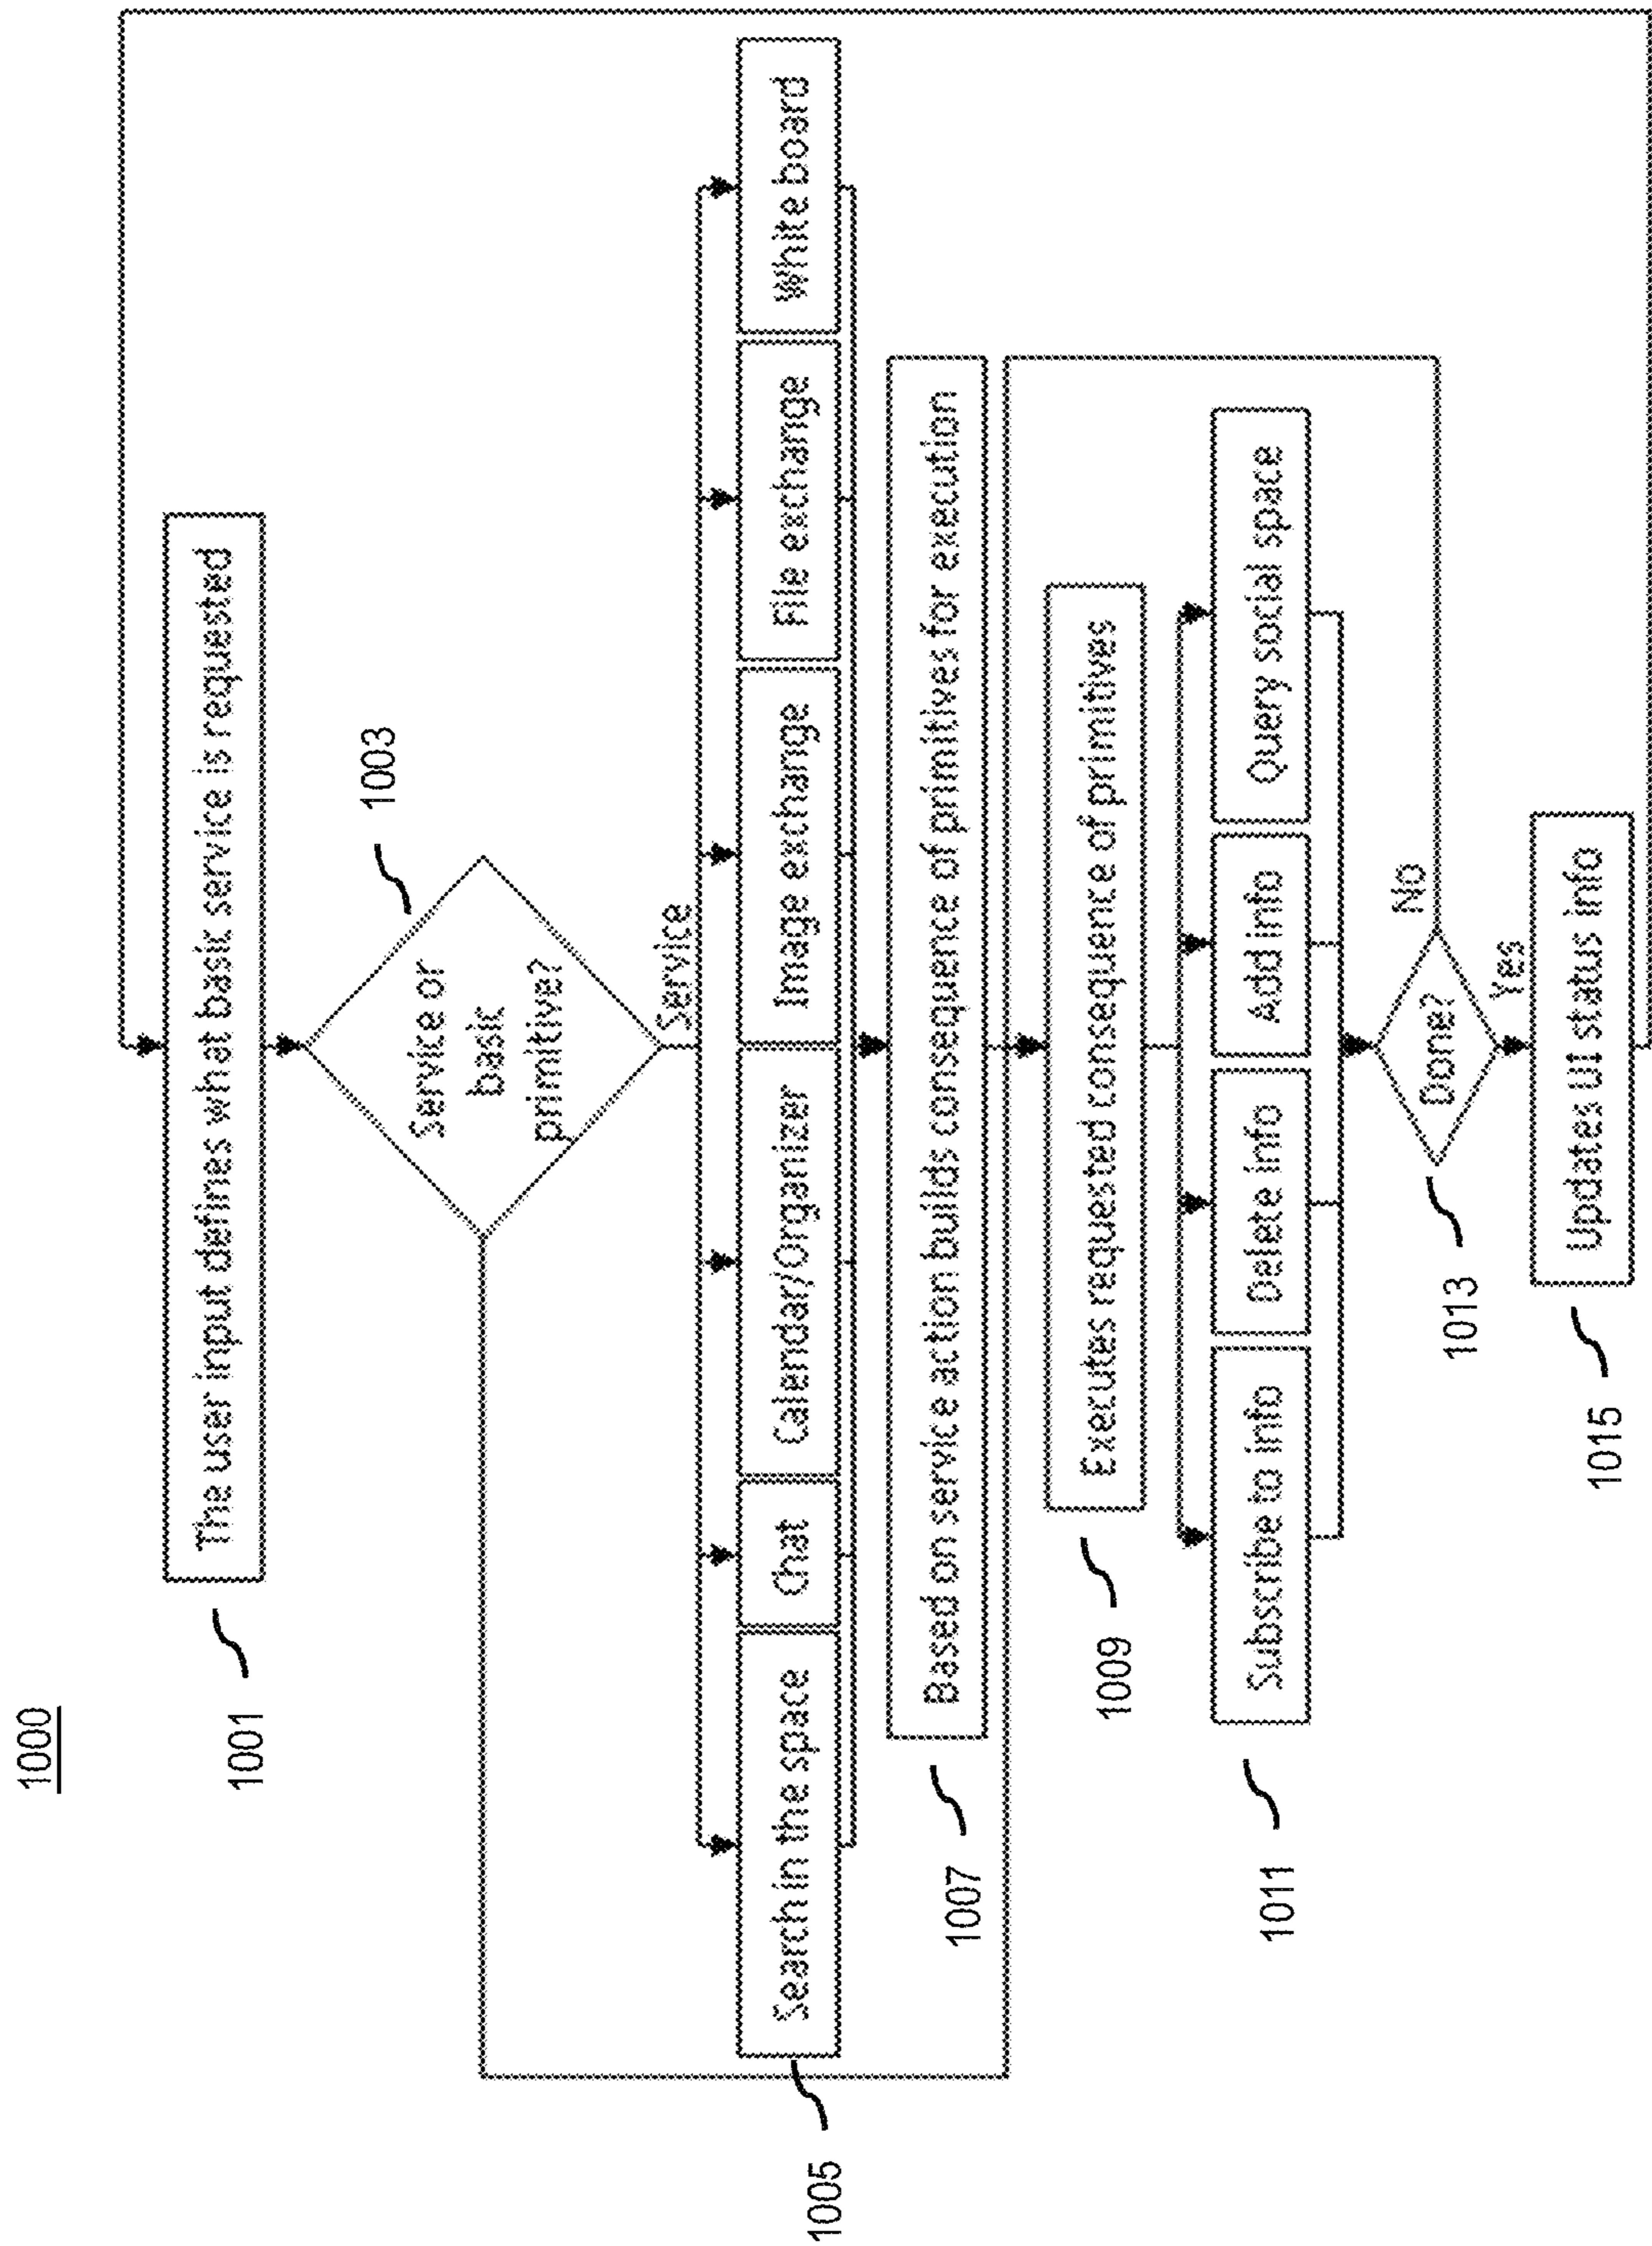 1000
1001
The user input defines what basic service is requested
1003
Service or
basic
primitive?
Service
1005
Search in the space
Chat
Calendar/Organizer
Image exchange
File exchange
White board
1007
Based on service action builds consequence of primitives for execution
1009
Executes requested consequence of primitives
1011
Subscribe to info
Delete info
Add info
Query social space
1013
Done?
No
Yes
1015
Updates UI status info